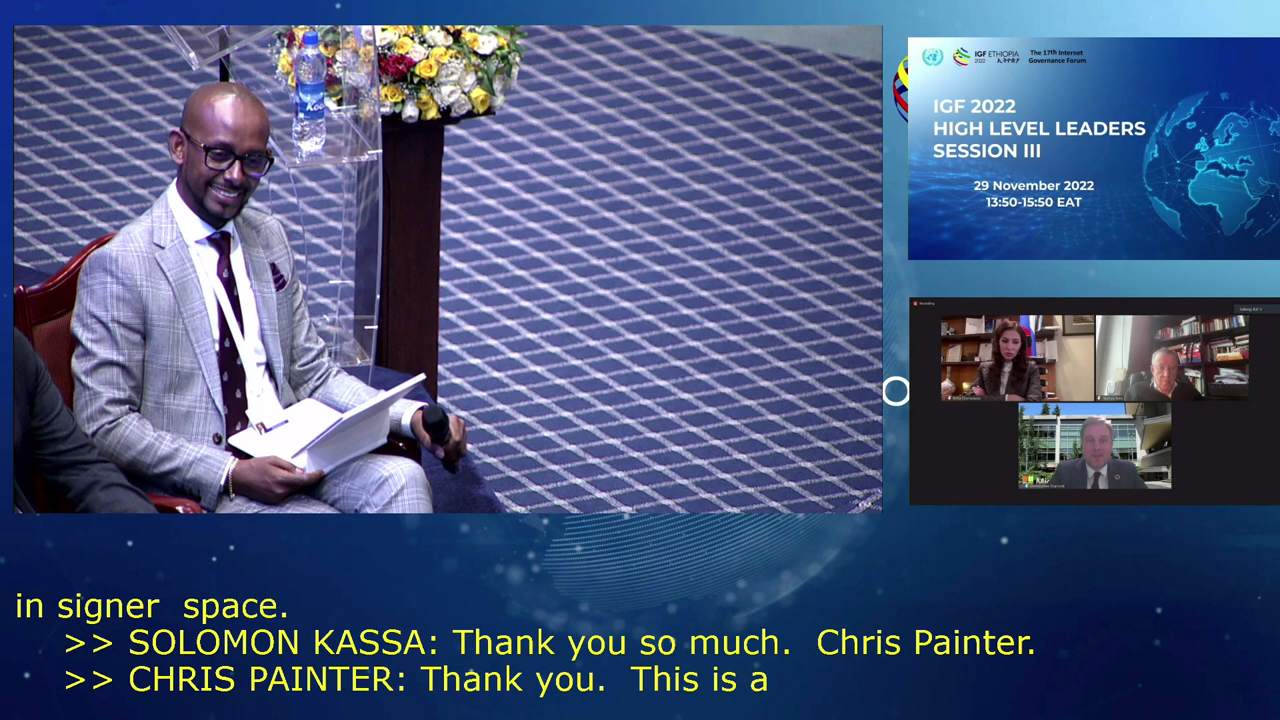 IGF ETHIOPIA
2022 ኢትዮጵያ
The 17th Internet
Governance Forum
IGF 2022
HIGH LEVEL LEADERS
SESSION III
29 November 2022
13:50-15:50 EAT
Recording
in signer space.
>> SOLOMON KASSA: Thank you so much. Chris Painter.
>> CHRIS PAINTER: Thank you. This is a